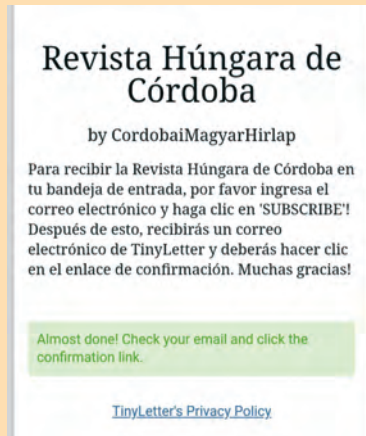 Revista Húngara de
Córdoba
by CordobaiMagyarHirlap
Para recibir la Revista Húngara de Córdoba en
tu bandeja de entrada, por favor ingresa el
correo electrónico y haga clic en 'SUBSCRIBE'!
Después de esto, recibirás un correo
electrónico de TinyLetter y deberás hacer clic
en el enlace de confirmación. Muchas gracias!
Almost done! Check your email and click the
confirmation link.
TinyLetter's Privacy Policy